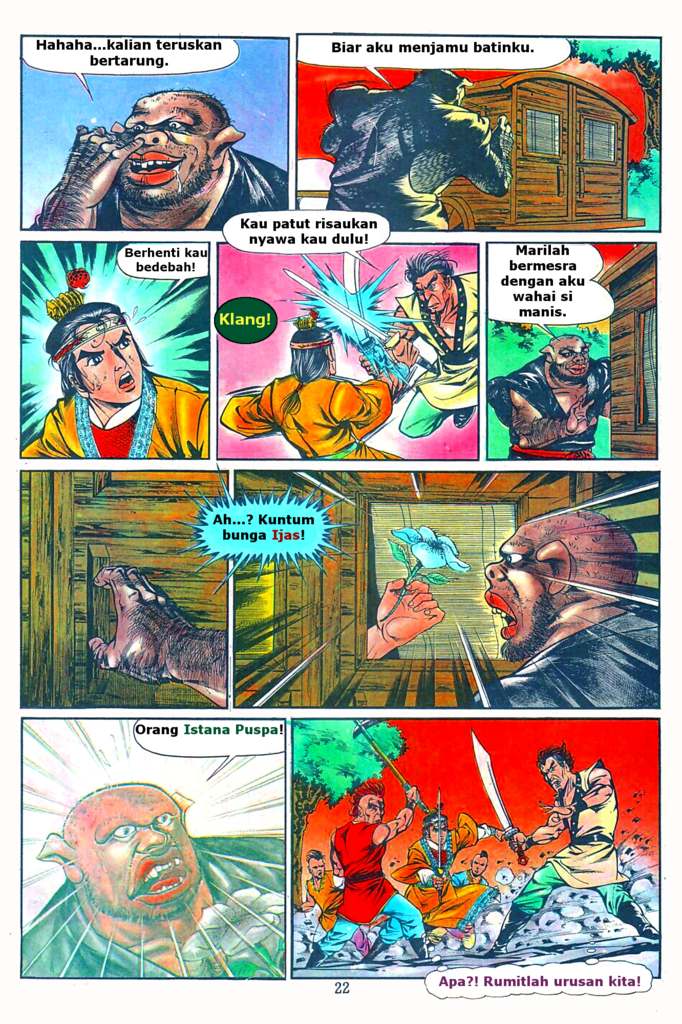 Hahaha...kalian teruskan
bertarung.
Biar aku menjamu batinku.
Berhenti kau
bedebah!
Kau patut risaukan
nyawa kau dulu!
Klang!
Marilah
bermesra
dengan aku
wahai si
manis.
Ah...? Kuntum
bunga Ijas!
Orang Istana Puspa!
Apa?! Rumitlah urusan kita!
22